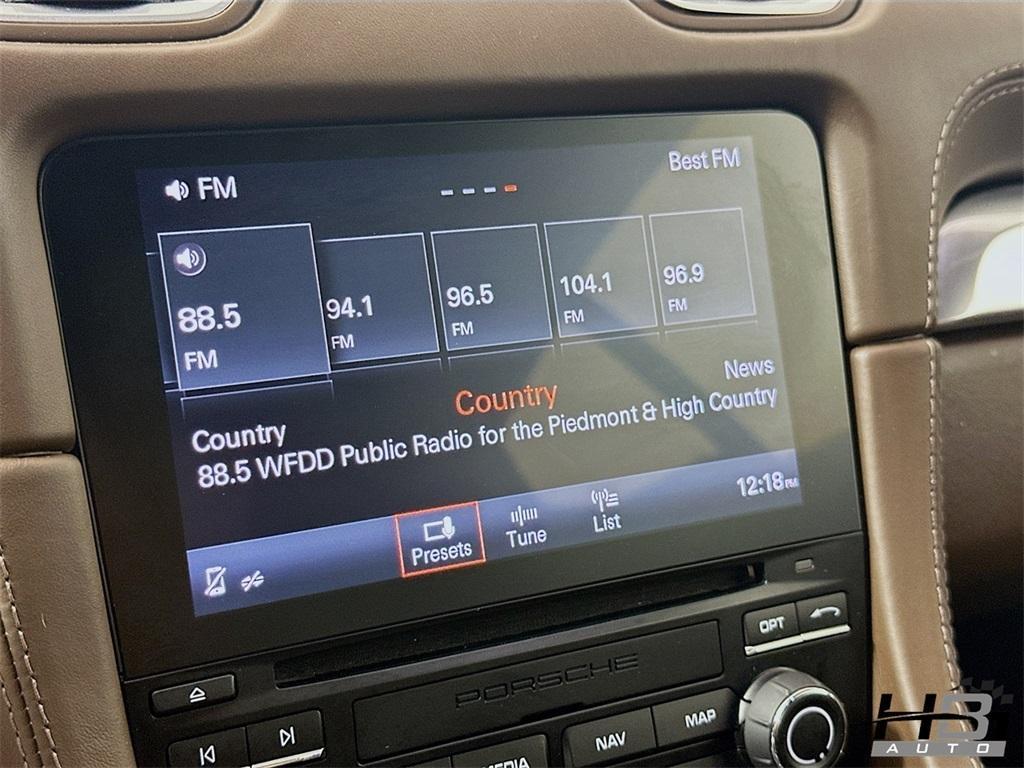 FM
Best FM
88.5
FM
94.1
FM
96.5
FM
104.1
FM
96.9
FM
News
Country
Country
88.5 WFDD Public Radio for the Piedmont & High Country
12:18 PM
Presets
Tune
List
OPT
PORSCHE
MEDIA
NAV
MAP
HB
AUTO